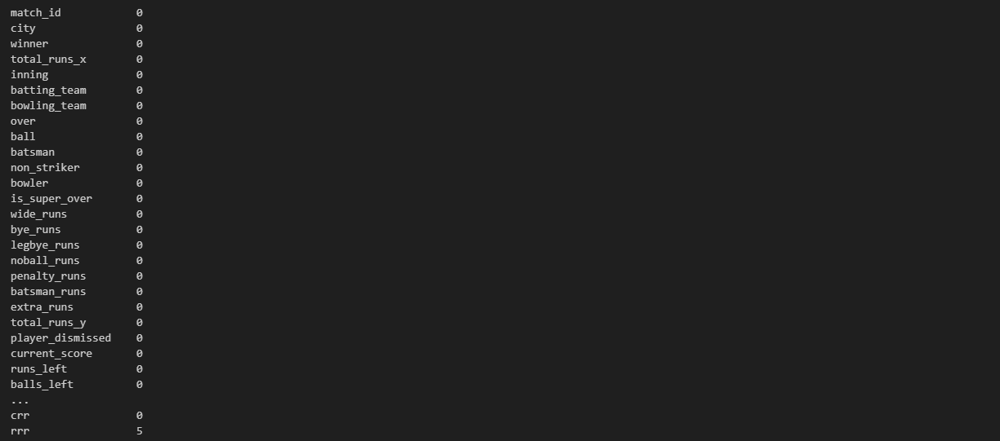 match_id 0
city 0
winner 0
total_runs_x 0
inning 0
batting_team 0
bowling_team 0
over 0
ball 0
batsman 0
non_striker 0
bowler 0
is_super_over 0
wide_runs 0
bye_runs 0
legbye_runs 0
noball_runs 0
penalty_runs 0
batsman_runs 0
extra_runs 0
total_runs_y 0
player_dismissed 0
current_score 0
runs_left 0
balls_left 0
...
crr 0
rrr 5